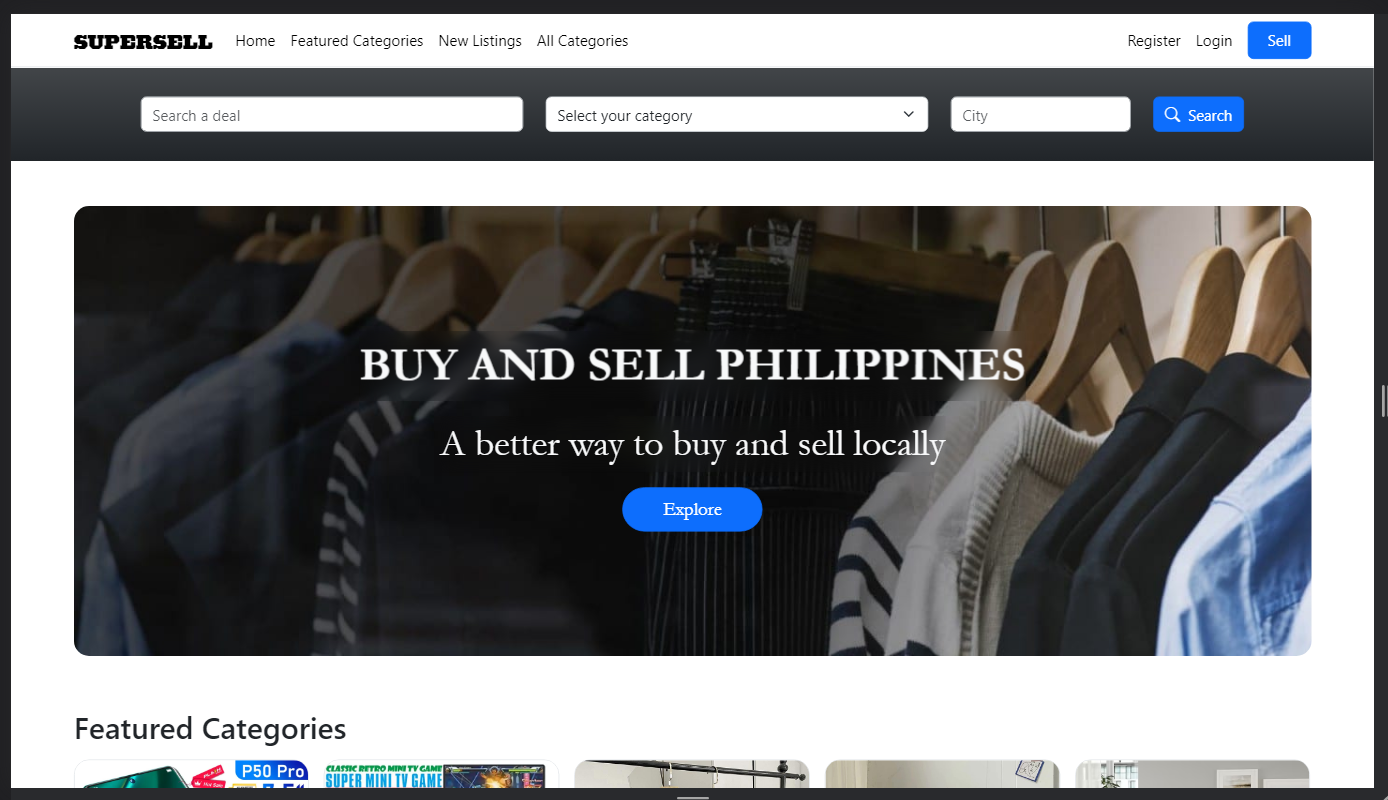 SUPERSELL Home Featured Categories New Listings All Categories Register Login Sell
Search a deal Select your category City Search
BUY AND SELL PHILIPPINES
A better way to buy and sell locally
Explore
Featured Categories
P50 Pro
CLASSIC RETRO MINI TV GAME
SUPER MINI TV GAME